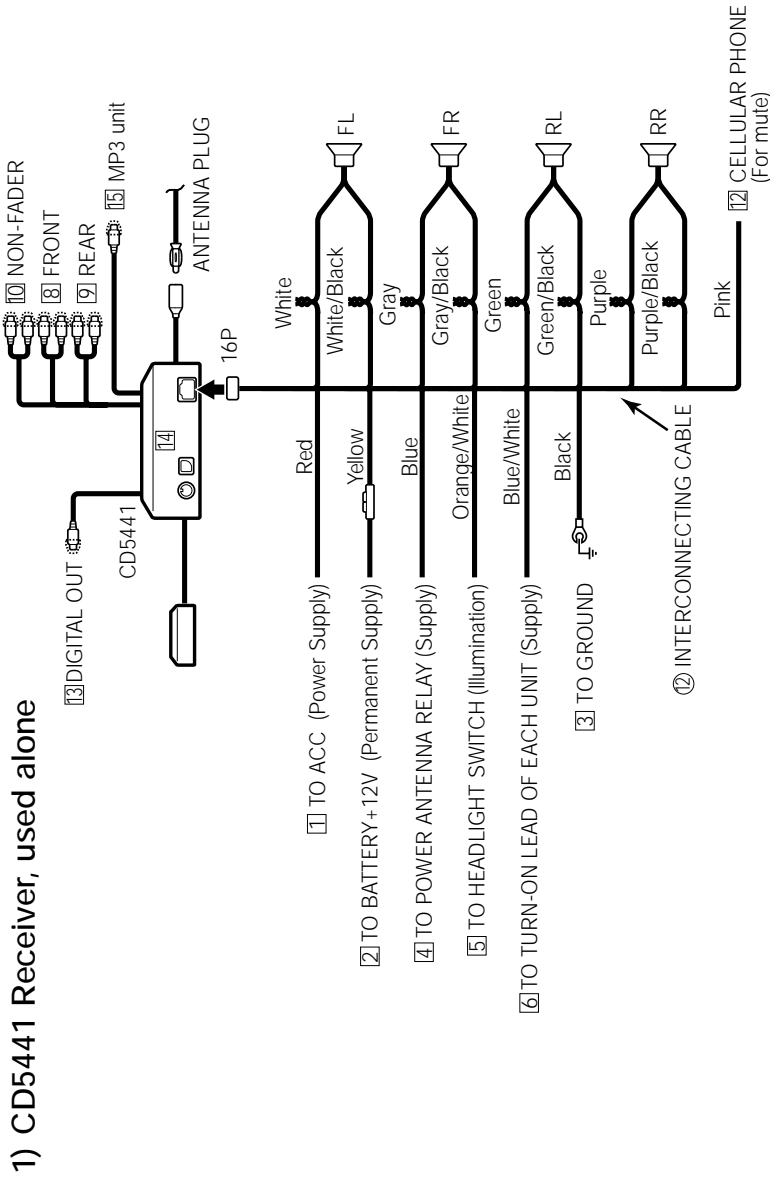 1) CD5441 Receiver, used alone
10 NON-FADER
8 FRONT
9 REAR
15 MP3 unit
ANTENNA PLUG
13 DIGITAL OUT
CD5441
14
16P
Red
White
1 TO ACC (Power Supply)
White/Black
FL
Yellow
2 TO BATTERY+12V (Permanent Supply)
Gray
Blue
4 TO POWER ANTENNA RELAY (Supply)
Gray/Black
FR
Orange/White
5 TO HEADLIGHT SWITCH (Illumination)
Green
Blue/White
6 TO TURN-ON LEAD OF EACH UNIT (Supply)
Green/Black
RL
Black
3 TO GROUND
Purple
Purple/Black
RR
⑫ INTERCONNECTING CABLE
Pink
12 CELLULAR PHONE
(For mute)